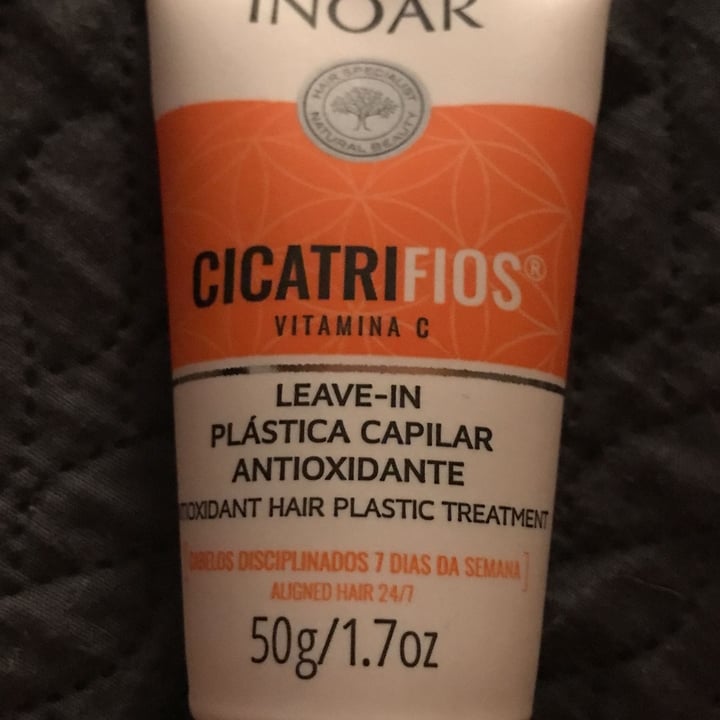 INOAR
HAIR SPECIALIST
NATURAL BEAUTY
CICATRIFIOS®
VITAMINA C
LEAVE-IN
PLÁSTICA CAPILAR
ANTIOXIDANTE
TIOXIDANT HAIR PLASTIC TREATMENT
[CABELOS DISCIPLINADOS 7 DIAS DA SEMANA]
ALIGNED HAIR 24/7
50g/1.7oz